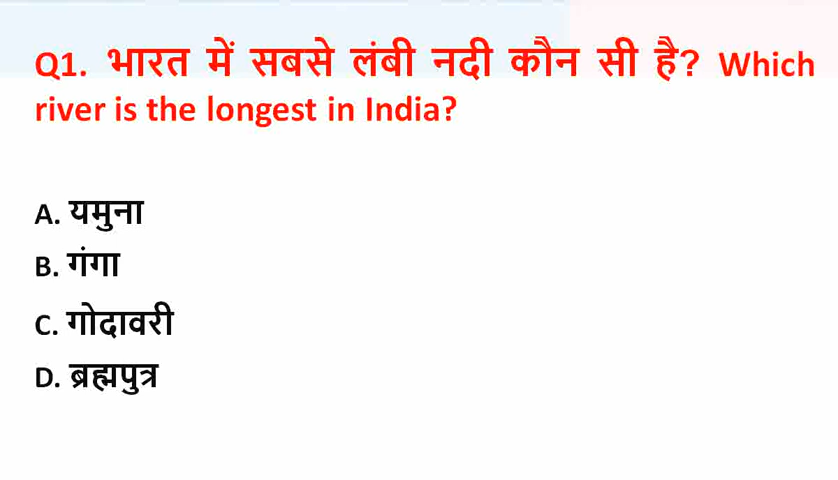 Q1. भारत में सबसे लंबी नदी कौन सी है? Which
river is the longest in India?
A. यमुना
B. गंगा
C. गोदावरी
D. ब्रह्मपुत्र